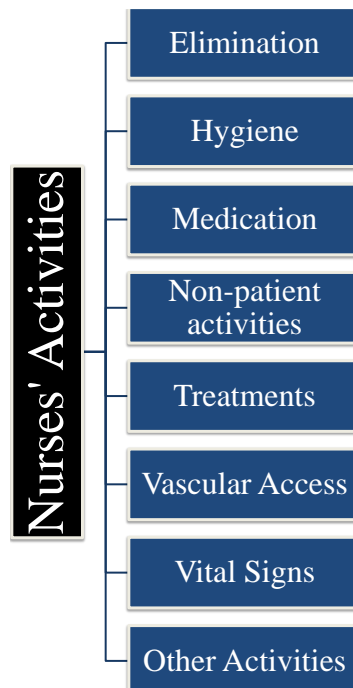 Nurses' Activities
Elimination
Hygiene
Medication
Non-patient
activities
Treatments
Vascular Access
Vital Signs
Other Activities